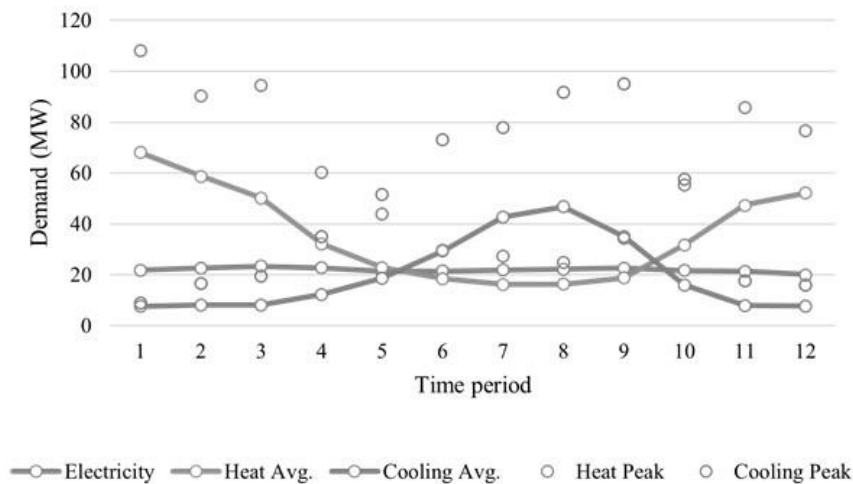 120
100
80
60
40
20
0
Demand (MW)
1 2 3 4 5 6 7 8 9 10 11 12
Time period
Electricity Heat Avg. Cooling Avg. Heat Peak Cooling Peak